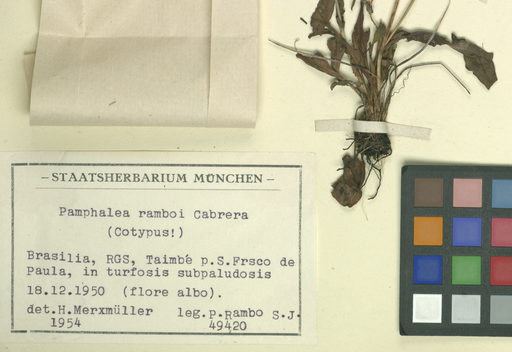 – STAATSHERBARIUM MÜNCHEN –
Pamphalea ramboi Cabrera
(Cotypus!)
Brasilia, RGS, Taimbé p.S.Frsco de
Paula, in turfosis subpaludosis
18.12.1950 (flore albo).
det.H.Merxmüller leg.P.Rambo S.J.
1954 49420